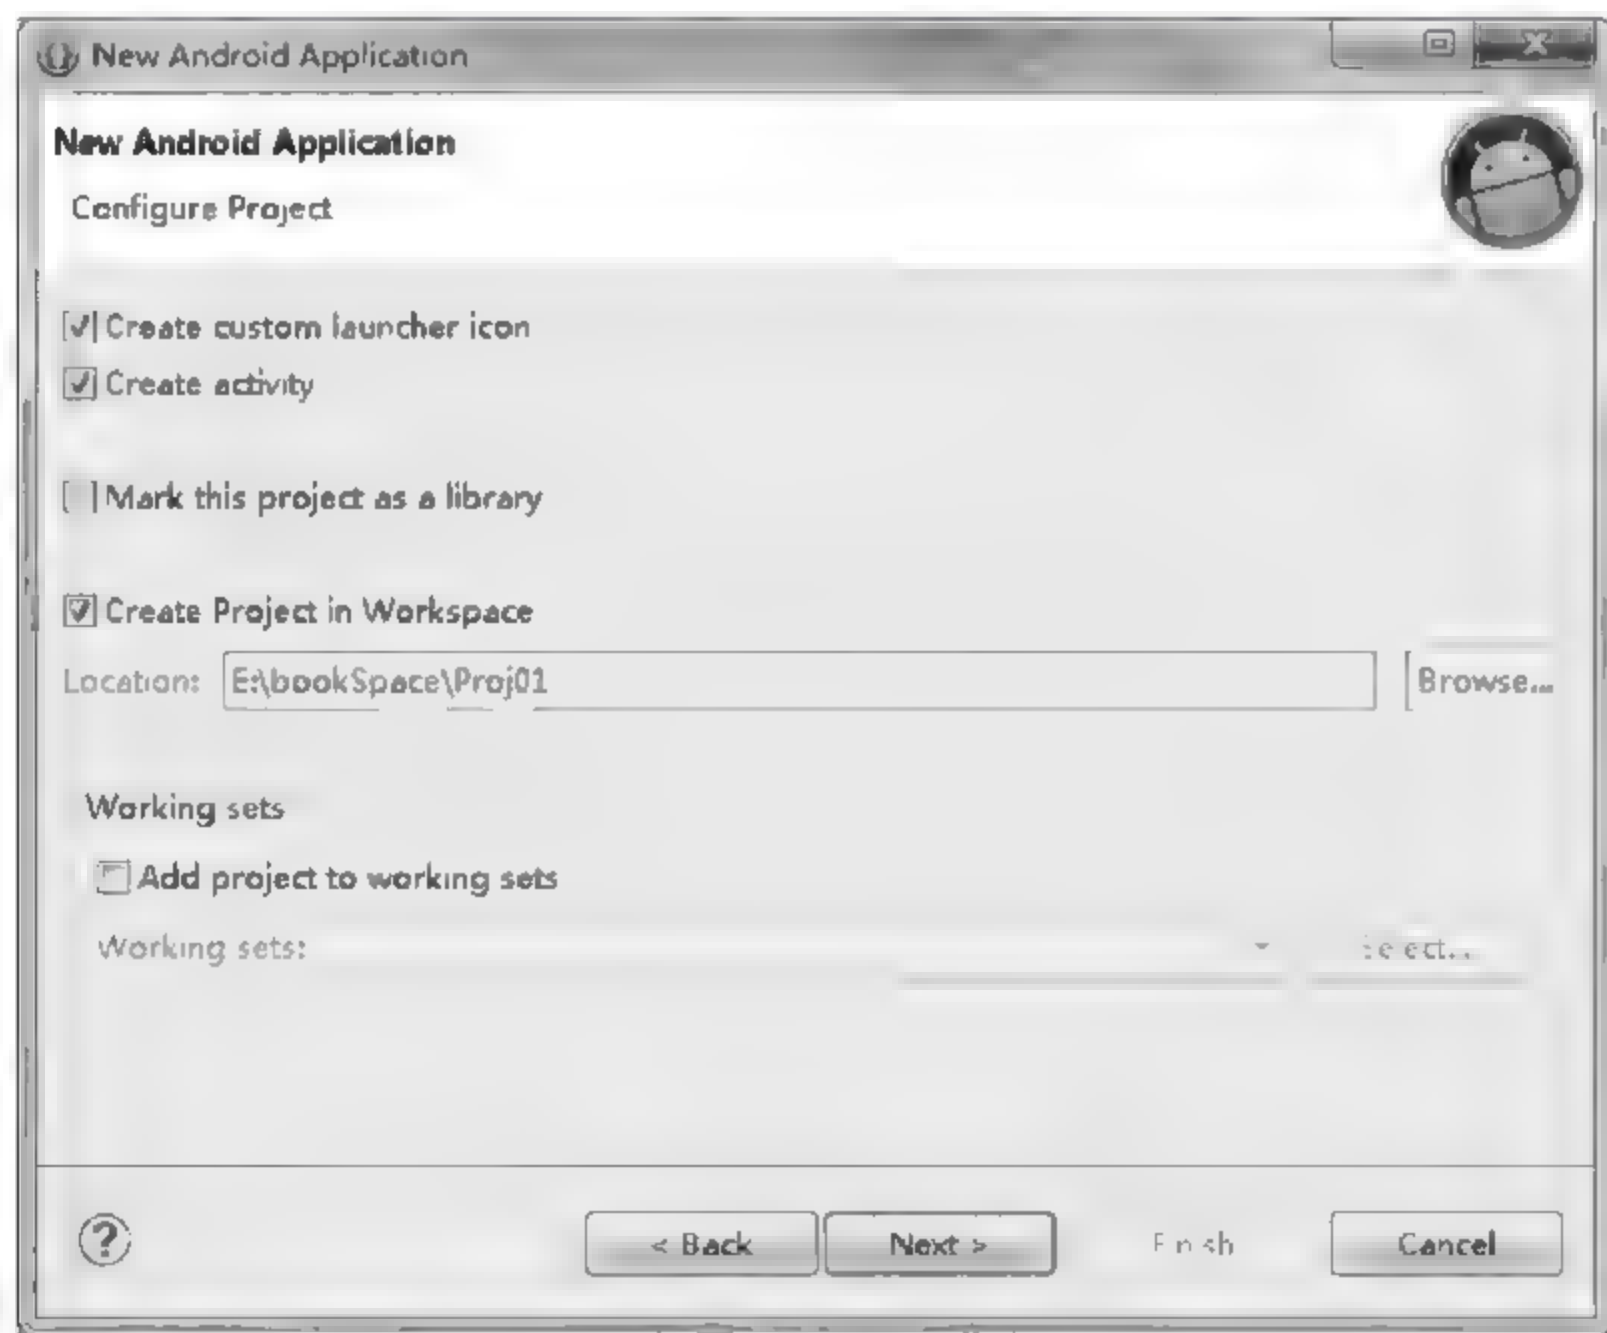 New Android Application
New Android Application
Configure Project
Create custom launcher icon
Create activity
Mark this project as a library
Create Project in Workspace
Location: E:\bookSpace\Proj01 Browse...
Working sets
Add project to working sets
Working sets: Select...
? < Back Next > Finish Cancel